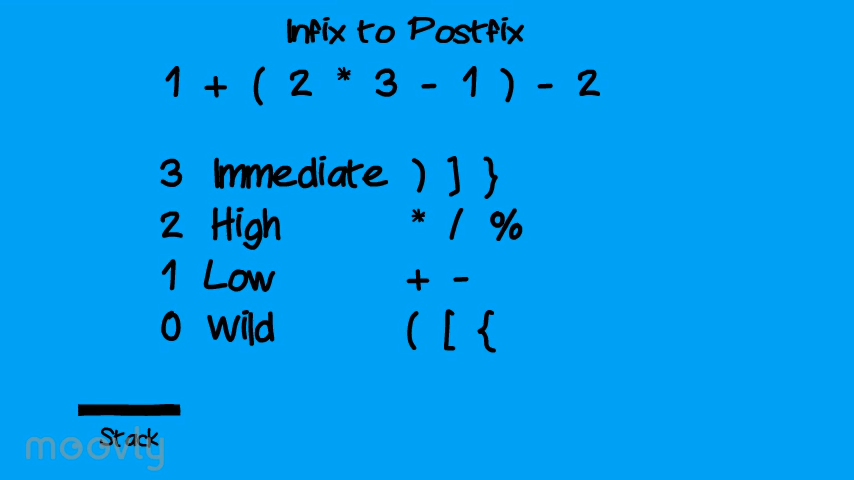 Infix to Postfix
1 + ( 2 * 3 - 1 ) - 2
3 Immediate ) ] }
2 High * / %
1 Low + -
0 Wild ( [ {
Stack
moovly